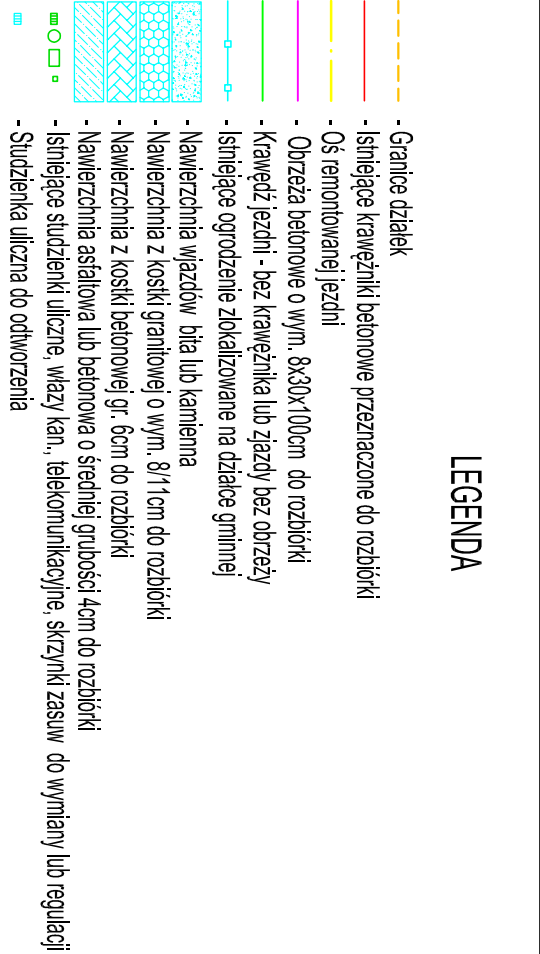 LEGENDA
- Granice działek
- Istniejące krawężniki betonowe przeznaczone do rozbiórki
- Oś remontowanej jezdni
- Obrzeża betonowe o wym. 8x30x100cm do rozbiórki
- Krawędź jezdni - bez krawężnika lub zjazdy bez obrzeży
- Istniejące ogrodzenie zlokalizowane na działce gminnej
- Nawierzchnia wjazdów bita lub kamienna
- Nawierzchnia z kostki granitowej o wym. 8/11cm do rozbiórki
- Nawierzchnia z kostki betonowej gr. 6cm do rozbiórki
- Nawierzchnia asfaltowa lub betonowa o średniej grubości 4cm do rozbiórki
- Istniejące studzienki uliczne, włazy kan., telekomunikacyjne, skrzynki zasuw do wymiany lub regulacji
- Studzienka uliczna do odtworzenia